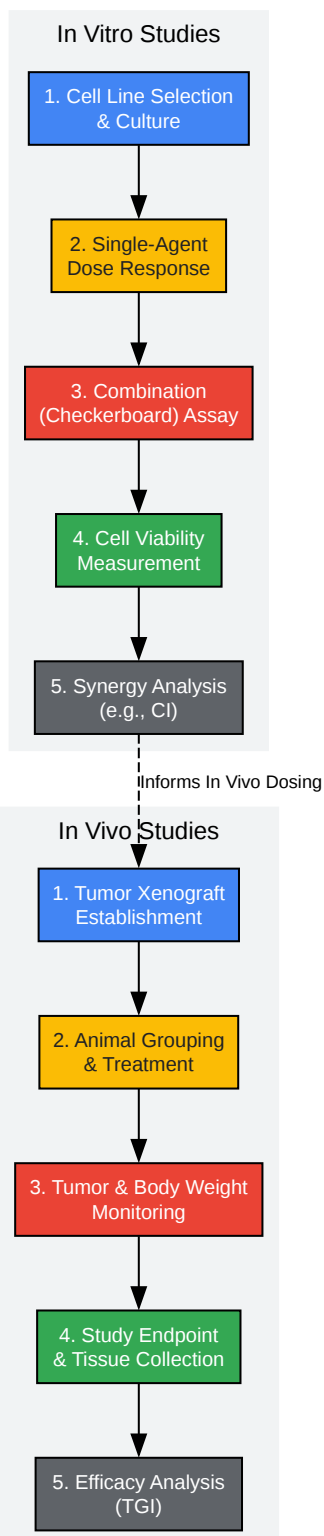 In Vitro Studies
1. Cell Line Selection
& Culture
2. Single-Agent
Dose Response
3. Combination
(Checkerboard) Assay
4. Cell Viability
Measurement
5. Synergy Analysis
(e.g., CI)
Informs In Vivo Dosing
In Vivo Studies
1. Tumor Xenograft
Establishment
2. Animal Grouping
& Treatment
3. Tumor & Body Weight
Monitoring
4. Study Endpoint
& Tissue Collection
5. Efficacy Analysis
(TGI)